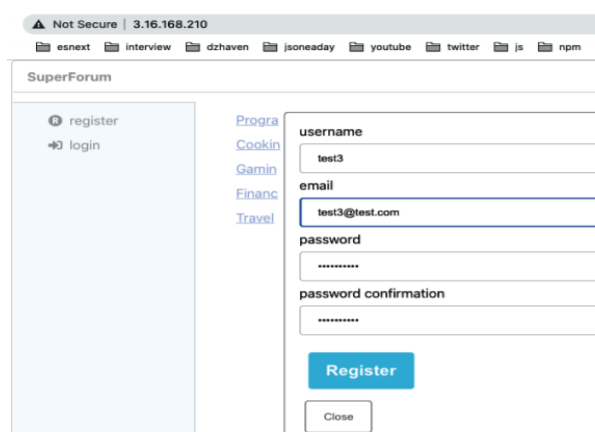 Not Secure | 3.16.168.210
esnext interview dzhaven jsoneaday youtube twitter js npm
SuperForum
register
login
Progra
Cookin
Gamin
Financ
Travel
username
test3
email
test3@test.com
password
••••••••••
password confirmation
••••••••••
Register
Close